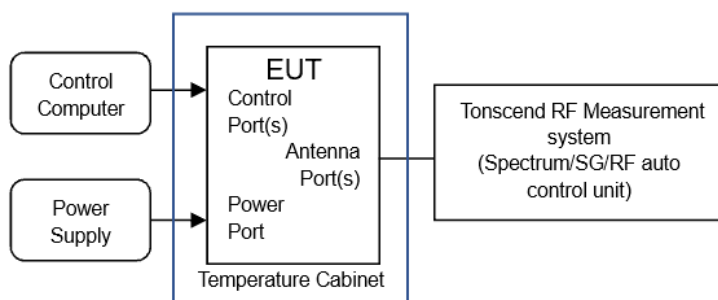 Control
Computer
Power
Supply
EUT
Control
Port(s)
Antenna
Port(s)
Power
Port
Temperature Cabinet
Tonscend RF Measurement
system
(Spectrum/SG/RF auto
control unit)